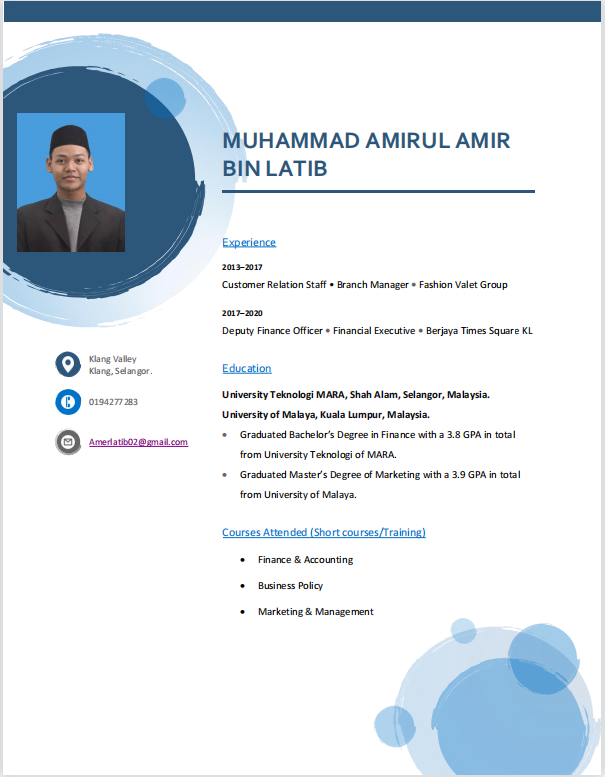 MUHAMMAD AMIRUL AMIR
BIN LATIB
Experience
2013–2017
Customer Relation Staff • Branch Manager • Fashion Valet Group
2017–2020
Deputy Finance Officer • Financial Executive • Berjaya Times Square KL
Klang Valley
Klang, Selangor.
0194277283
Amerlatib02@gmail.com
Education
University Teknologi MARA, Shah Alam, Selangor, Malaysia.
University of Malaya, Kuala Lumpur, Malaysia.
• Graduated Bachelor’s Degree in Finance with a 3.8 GPA in total
from University Teknologi of MARA.
• Graduated Master’s Degree of Marketing with a 3.9 GPA in total
from University of Malaya.
Courses Attended (Short courses/Training)
• Finance & Accounting
• Business Policy
• Marketing & Management